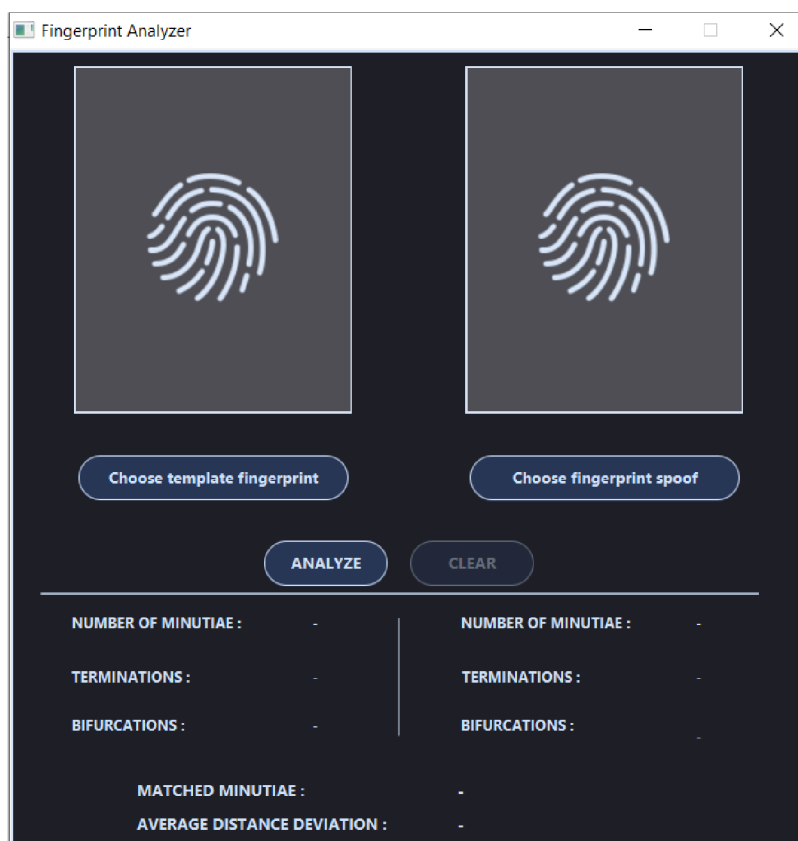 Fingerprint Analyzer
Choose template fingerprint
Choose fingerprint spoof
ANALYZE
CLEAR
NUMBER OF MINUTIAE : -
NUMBER OF MINUTIAE : -
TERMINATIONS : -
TERMINATIONS : -
BIFURCATIONS : -
BIFURCATIONS : -
MATCHED MINUTIAE : -
AVERAGE DISTANCE DEVIATION : -